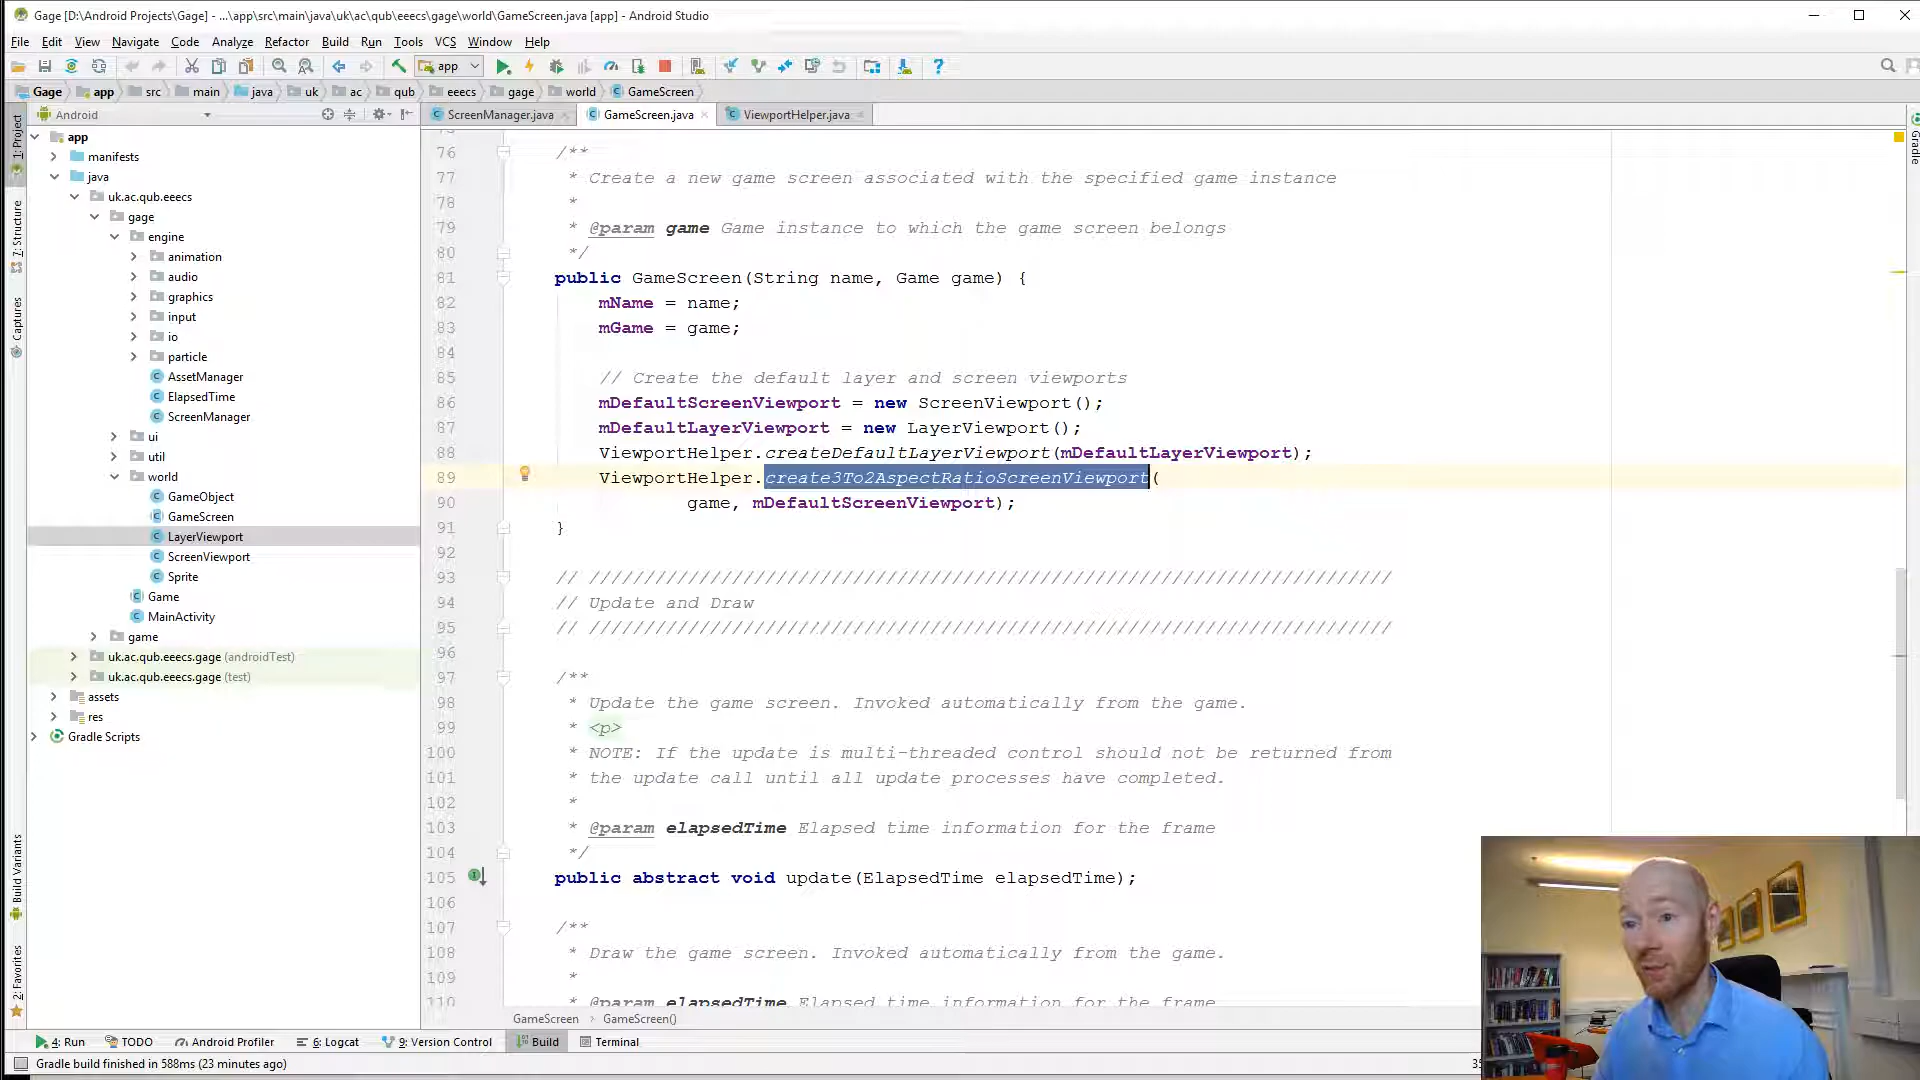 Gage [D:\Android Projects\Gage] - ...\app\src\main\java\uk\ac\qub\eeecs\gage\world\GameScreen.java [app] - Android Studio
File Edit View Navigate Code Analyze Refactor Build Run Tools VCS Window Help
app
Gage app src main java uk ac qub eeecs gage world GameScreen
Android
ScreenManager.java GameScreen.java ViewportHelper.java
1: Project
7: Structure
Captures
Build Variants
2: Favorites
Gradle
app
manifests
java
uk.ac.qub.eeecs
gage
engine
animation
audio
graphics
input
io
particle
AssetManager
ElapsedTime
ScreenManager
ui
util
world
GameObject
GameScreen
LayerViewport
ScreenViewport
Sprite
Game
MainActivity
game
uk.ac.qub.eeecs.gage (androidTest)
uk.ac.qub.eeecs.gage (test)
assets
res
Gradle Scripts
76 /**
77 * Create a new game screen associated with the specified game instance
78 *
79 * @param game Game instance to which the game screen belongs
80 */
81 public GameScreen(String name, Game game) {
82 mName = name;
83 mGame = game;
84
85 // Create the default layer and screen viewports
86 mDefaultScreenViewport = new ScreenViewport();
87 mDefaultLayerViewport = new LayerViewport();
88 ViewportHelper.createDefaultLayerViewport(mDefaultLayerViewport);
89 ViewportHelper.create3To2AspectRatioScreenViewport(
90 game, mDefaultScreenViewport);
91 }
92
93 // /////////////////////////////////////////////////////////////////////////
94 // Update and Draw
95 // /////////////////////////////////////////////////////////////////////////
96
97 /**
98 * Update the game screen. Invoked automatically from the game.
99 * <p>
100 * NOTE: If the update is multi-threaded control should not be returned from
101 * the update call until all update processes have completed.
102 *
103 * @param elapsedTime Elapsed time information for the frame
104 */
105 public abstract void update(ElapsedTime elapsedTime);
106
107 /**
108 * Draw the game screen. Invoked automatically from the game.
109 *
110 * @param elapsedTime Elapsed time information for the frame
GameScreen GameScreen()
4: Run TODO Android Profiler 6: Logcat 9: Version Control Build Terminal
Gradle build finished in 588ms (23 minutes ago)